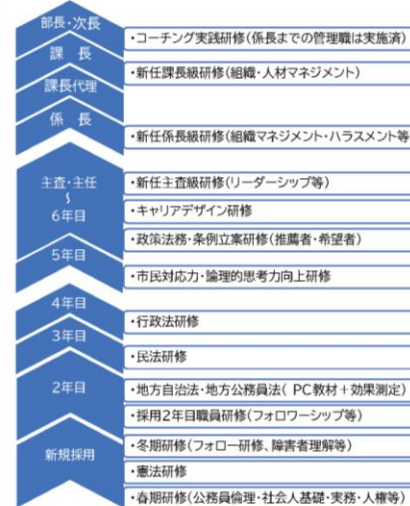 部長・次長
・コーチング実践研修(係長までの管理職は実施済)
課　長
・新任課長級研修(組織・人材マネジメント)
課長代理
係　長
・新任係長級研修(組織マネジメント・ハラスメント等
主査・主任
～
6年目
・新任主査級研修(リーダーシップ等)
・キャリアデザイン研修
・政策法務・条例立案研修(推薦者・希望者)
5年目
・市民対応力・論理的思考力向上研修
4年目
・行政法研修
3年目
・民法研修
2年目
・地方自治法・地方公務員法( PC教材＋効果測定)
・採用2年目職員研修(フォロワーシップ等)
新規採用
・冬期研修(フォロー研修、障害者理解等)
・憲法研修
・春期研修(公務員倫理・社会人基礎・実務・人権等)